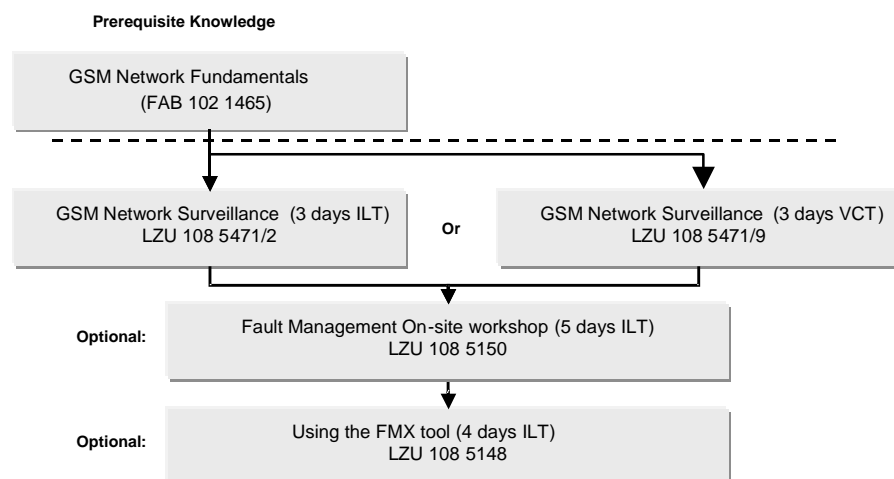 Prerequisite Knowledge
GSM Network Fundamentals
(FAB 102 1465)
GSM Network Surveillance (3 days ILT)
LZU 108 5471/2
Or
GSM Network Surveillance (3 days VCT)
LZU 108 5471/9
Optional:
Fault Management On-site workshop (5 days ILT)
LZU 108 5150
Optional:
Using the FMX tool (4 days ILT)
LZU 108 5148